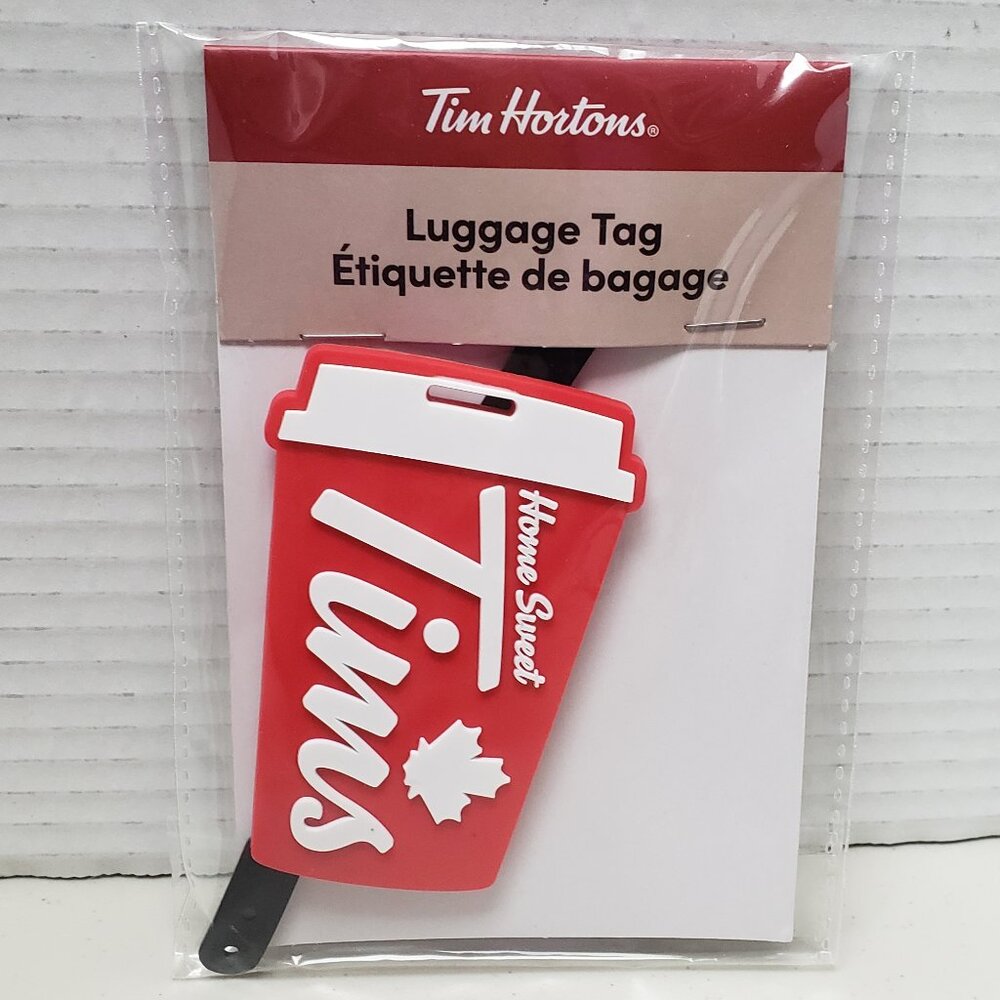 Tim Hortons®
Luggage Tag
Étiquette de bagage
Home Sweet
Tims